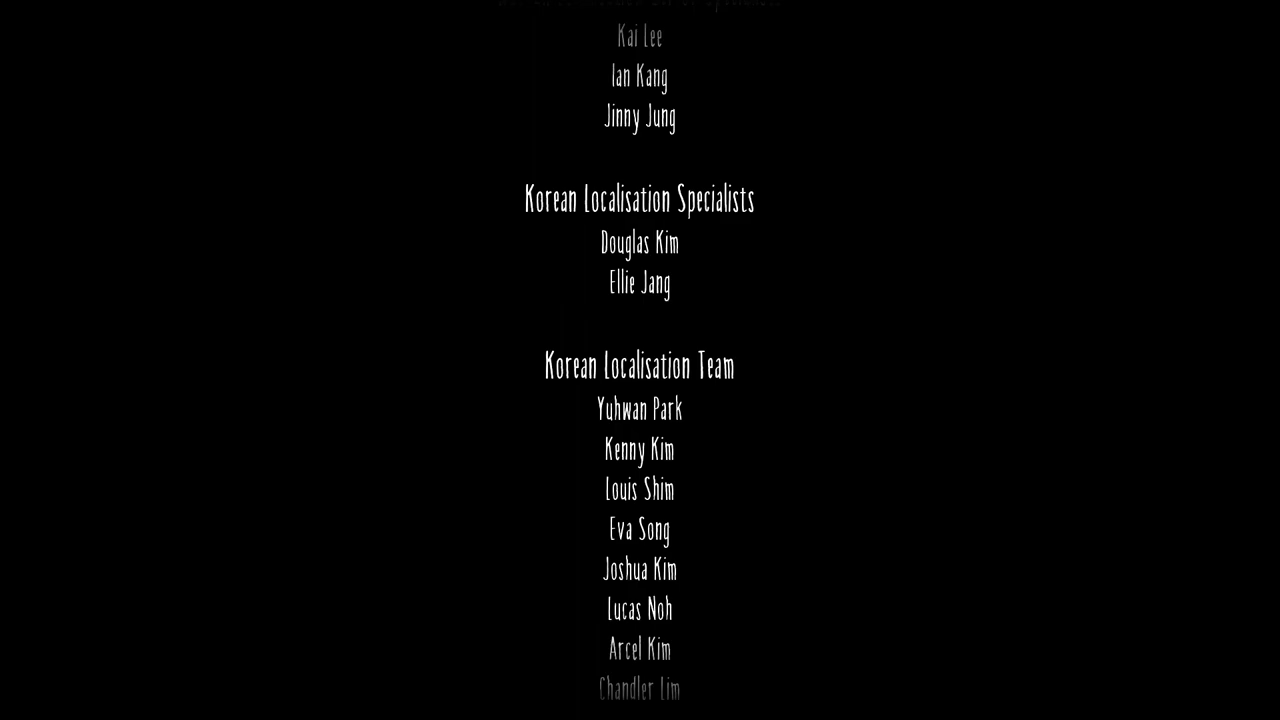 Kai Lee
Ian Kang
Jinny Jung
Korean Localisation Specialists
Douglas Kim
Ellie Jang
Korean Localisation Team
Yuhwan Park
Kenny Kim
Louis Shim
Eva Song
Joshua Kim
Lucas Noh
Arcel Kim
Chandler Lim